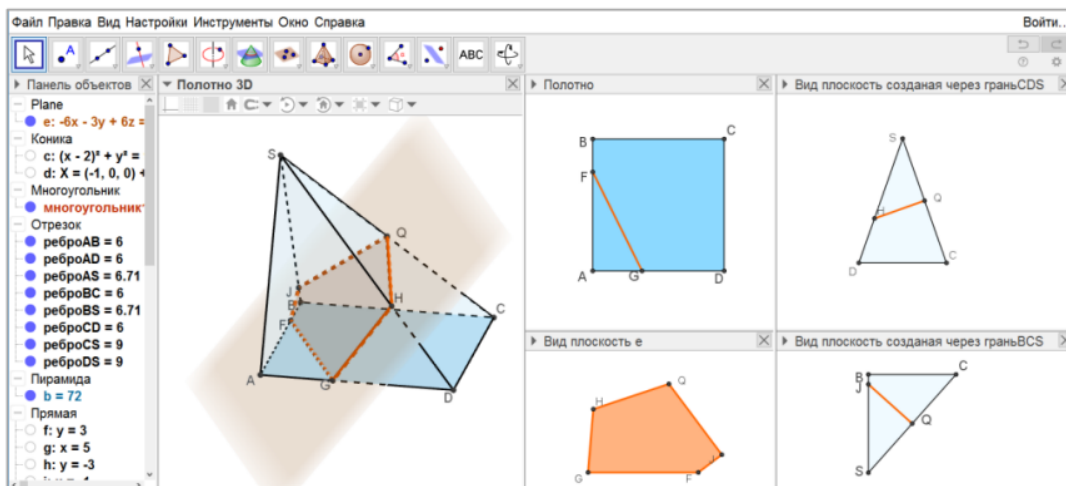 Файл Правка Вид Настройки Инструменты Окно Справка
Войти...
ABC
Панель объектов
Plane
e: -6x - 3y + 6z =
Коника
c: (x - 2)² + y² =
d: X = (-1, 0, 0) +
Многоугольник
многоугольник
Отрезок
реброAB = 6
реброAD = 6
реброAS = 6.71
реброBC = 6
реброBS = 6.71
реброCD = 6
реброCS = 9
реброDS = 9
Пирамида
b = 72
Прямая
f: y = 3
g: x = 5
h: y = -3
Полотно 3D
S
Q
J
H
C
F
A
G
D
Полотно
B
C
F
A
G
D
Вид плоскость созданая через граньCDS
S
Q
H
D
C
Вид плоскость e
Q
H
J
G
F
Вид плоскость созданая через граньBCS
B
C
J
Q
S